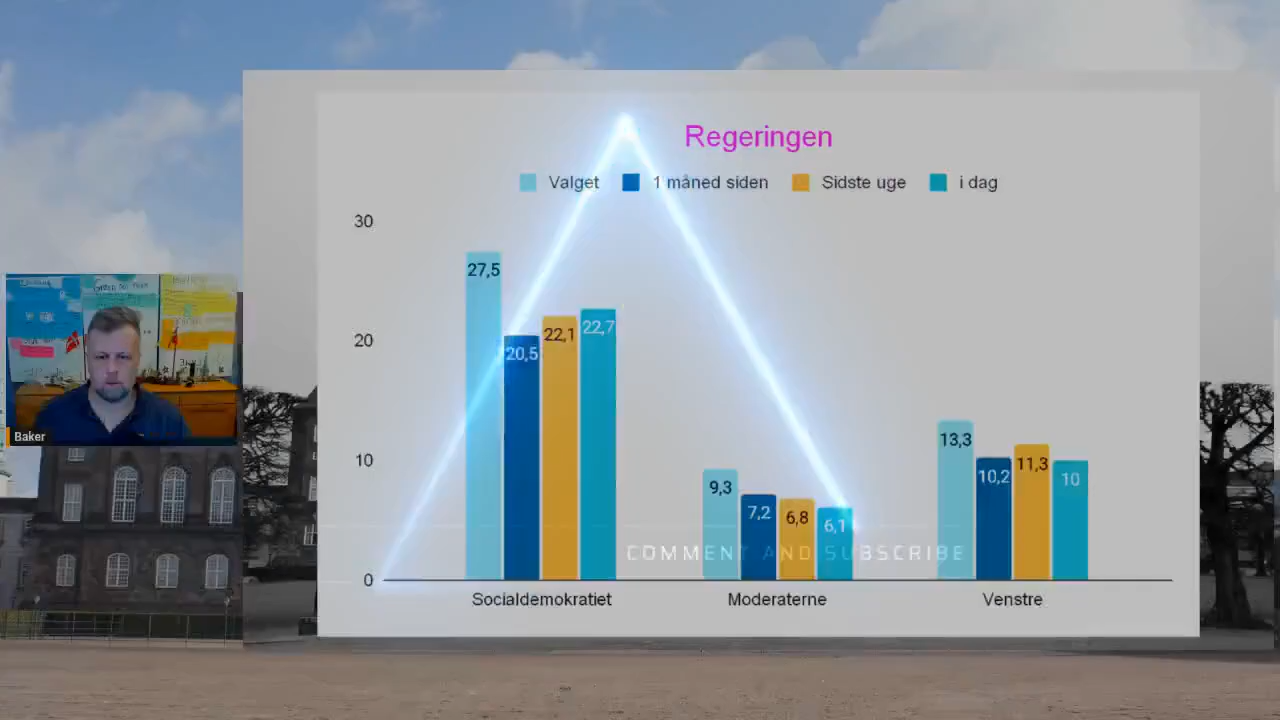 Regeringen
Valget 1 måned siden Sidste uge i dag
30
20
10
0
27,5 20,5 22,1 22,7
9,3 7,2 6,8 6,1
13,3 10,2 11,3 10
COMMENT AND SUBSCRIBE
Socialdemokratiet Moderaterne Venstre
Baker